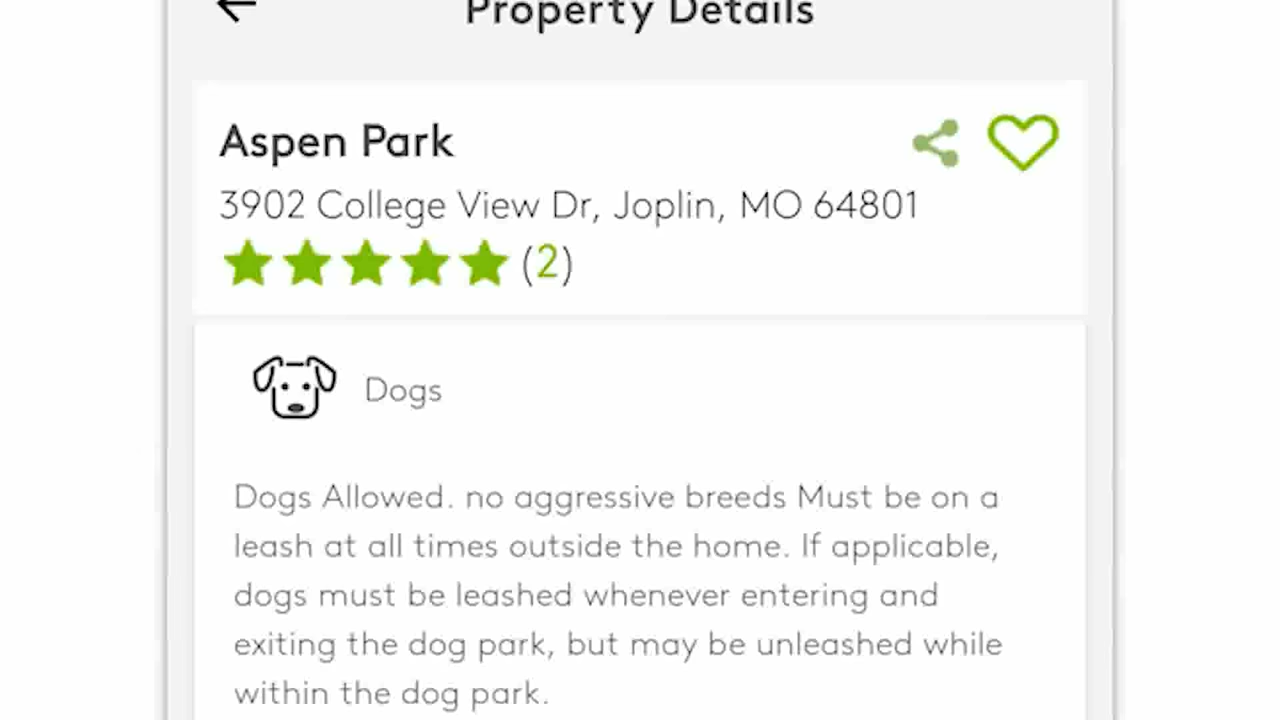 Property Details
Aspen Park
3902 College View Dr, Joplin, MO 64801
(2)
Dogs
Dogs Allowed. no aggressive breeds Must be on a
leash at all times outside the home. If applicable,
dogs must be leashed whenever entering and
exiting the dog park, but may be unleashed while
within the dog park.